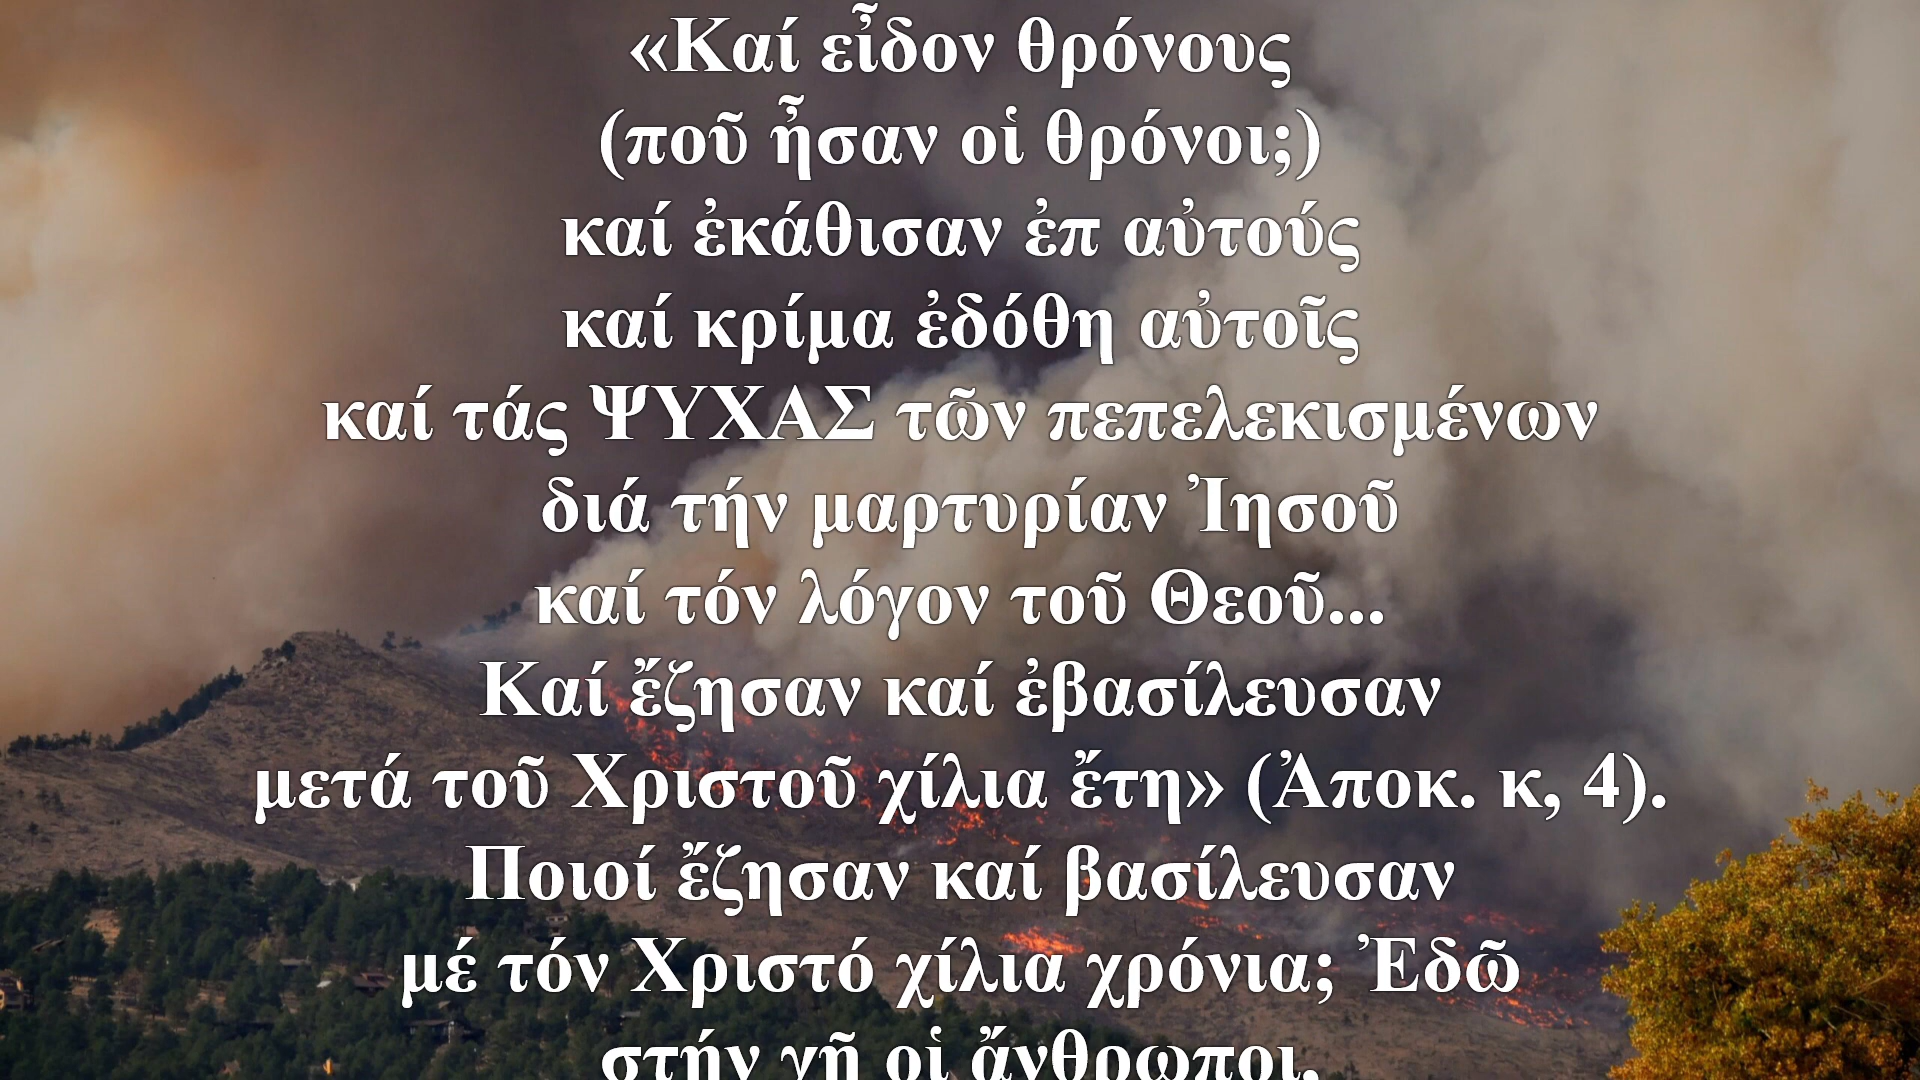 «Καί εἶδον θρόνους
(ποῦ ἦσαν οἱ θρόνοι;)
καί ἐκάθισαν ἐπ αὐτούς
καί κρίμα ἐδόθη αὐτοῖς
καί τάς ΨΥΧΑΣ τῶν πεπελεκισμένων
διά τήν μαρτυρίαν Ἰησοῦ
καί τόν λόγον τοῦ Θεοῦ...
Καί ἔζησαν καί ἐβασίλευσαν
μετά τοῦ Χριστοῦ χίλια ἔτη» (Ἀποκ. κ, 4).
Ποιοί ἔζησαν καί βασίλευσαν
μέ τόν Χριστό χίλια χρόνια; Ἐδῶ
στήν γῆ οἱ ἄνθρωποι,